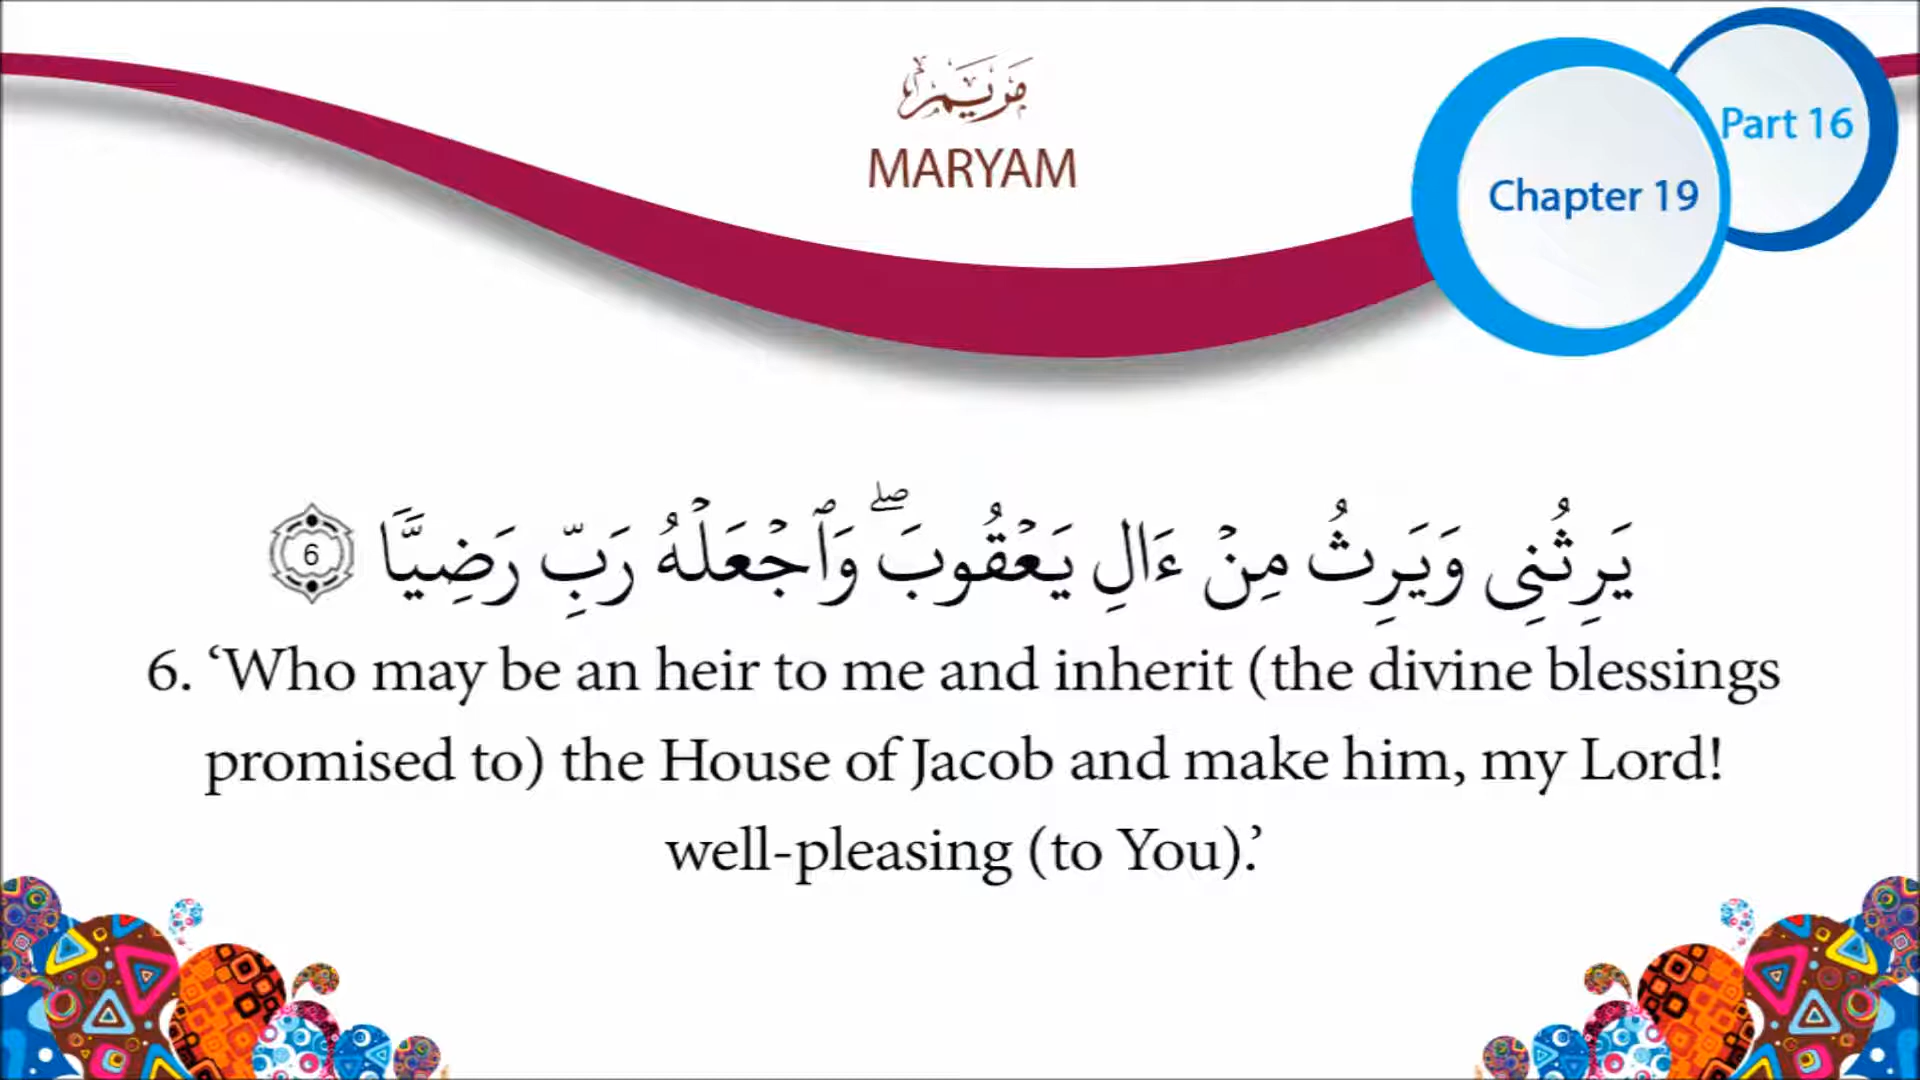 مَرْيَم
MARYAM
Part 16
Chapter 19
يَرِثُنِى وَيَرِثُ مِنْ ءَالِ يَعْقُوبَ ۖ وَٱجْعَلْهُ رَبِّ رَضِيًّا 6
6. ‘Who may be an heir to me and inherit (the divine blessings
promised to) the House of Jacob and make him, my Lord!
well-pleasing (to You).’